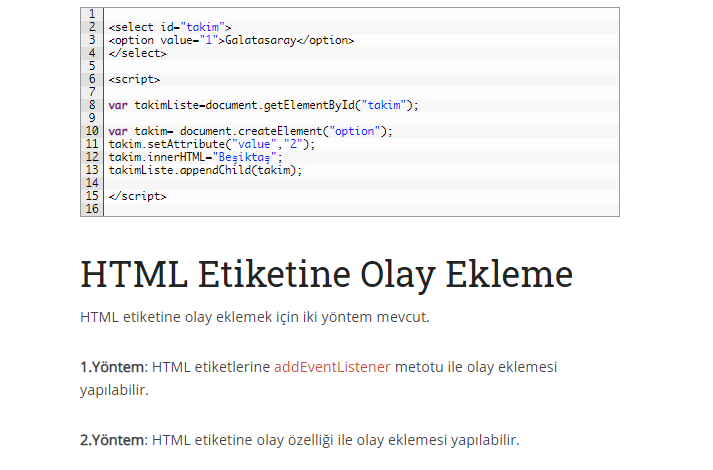 1
2 <select id="takim">
3 <option value="1">Galatasaray</option>
4 </select>
5
6 <script>
7
8 var takimListe=document.getElementById("takim");
9
10 var takim= document.createElement("option");
11 takim.setAttribute("value","2");
12 takim.innerHTML="Beşiktaş";
13 takimListe.appendChild(takim);
14
15 </script>
16
HTML Etiketine Olay Ekleme
HTML etiketine olay eklemek için iki yöntem mevcut.
1.Yöntem: HTML etiketlerine addEventListener metotu ile olay eklemesi
yapılabilir.
2.Yöntem: HTML etiketine olay özelliği ile olay eklemesi yapılabilir.